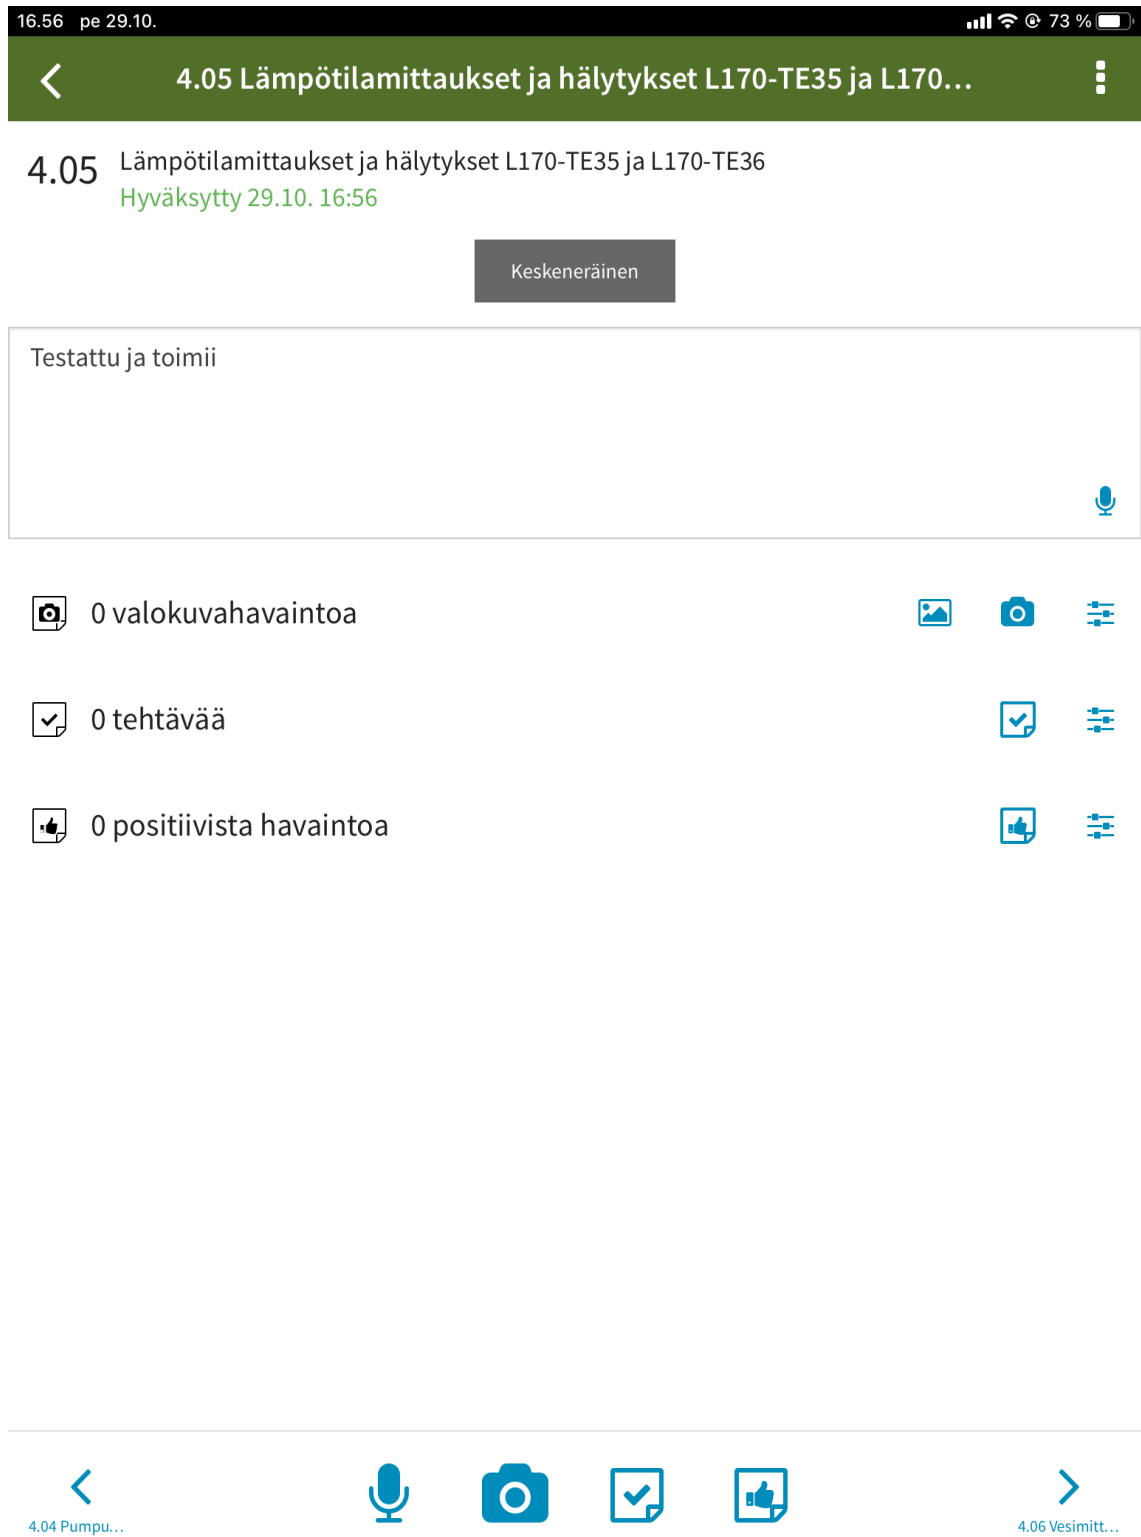 16.56 pe 29.10. 73 %
4.05 Lämpötilamittaukset ja hälytykset L170-TE35 ja L170...
4.05 Lämpötilamittaukset ja hälytykset L170-TE35 ja L170-TE36
Hyväksytty 29.10. 16:56
Keskeneräinen
Testattu ja toimii
0 valokuvahavaintoa
0 tehtävää
0 positiivista havaintoa
4.04 Pumpu... 4.06 Vesimitt...